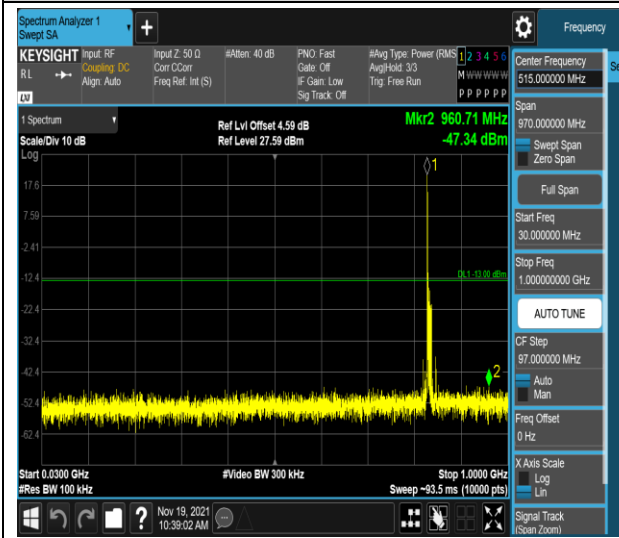 Spectrum Analyzer 1
Swept SA
+
Frequency
KEYSIGHT
RL
LXI
Input: RF
Coupling: DC
Align: Auto
Input Z: 50 Ω
Corr CCorr
Freq Ref: Int (S)
#Atten: 40 dB
PNO: Fast
Gate: Off
IF Gain: Low
Sig Track: Off
#Avg Type: Power (RMS
Avg|Hold: 3/3
Trig: Free Run
1 2 3 4 5 6
M W W W W W
P P P P P P
1 Spectrum
Scale/Div 10 dB
Log
Ref Lvl Offset 4.59 dB
Ref Level 27.59 dBm
Mkr2 960.71 MHz
-47.34 dBm
1
17.6
7.59
-2.41
-12.4
DL1 -13.00 dBm
-22.4
-32.4
-42.4
2
-52.4
-62.4
Start 0.0300 GHz
#Res BW 100 kHz
#Video BW 300 kHz
Stop 1.0000 GHz
Sweep ~93.5 ms (10000 pts)
Nov 19, 2021
10:39:02 AM
?
Center Frequency
515.000000 MHz
Se
Span
970.000000 MHz
Swept Span
Zero Span
Full Span
Start Freq
30.000000 MHz
Stop Freq
1.000000000 GHz
AUTO TUNE
CF Step
97.000000 MHz
Auto
Man
Freq Offset
0 Hz
X Axis Scale
Log
Lin
Signal Track
(Span Zoom)